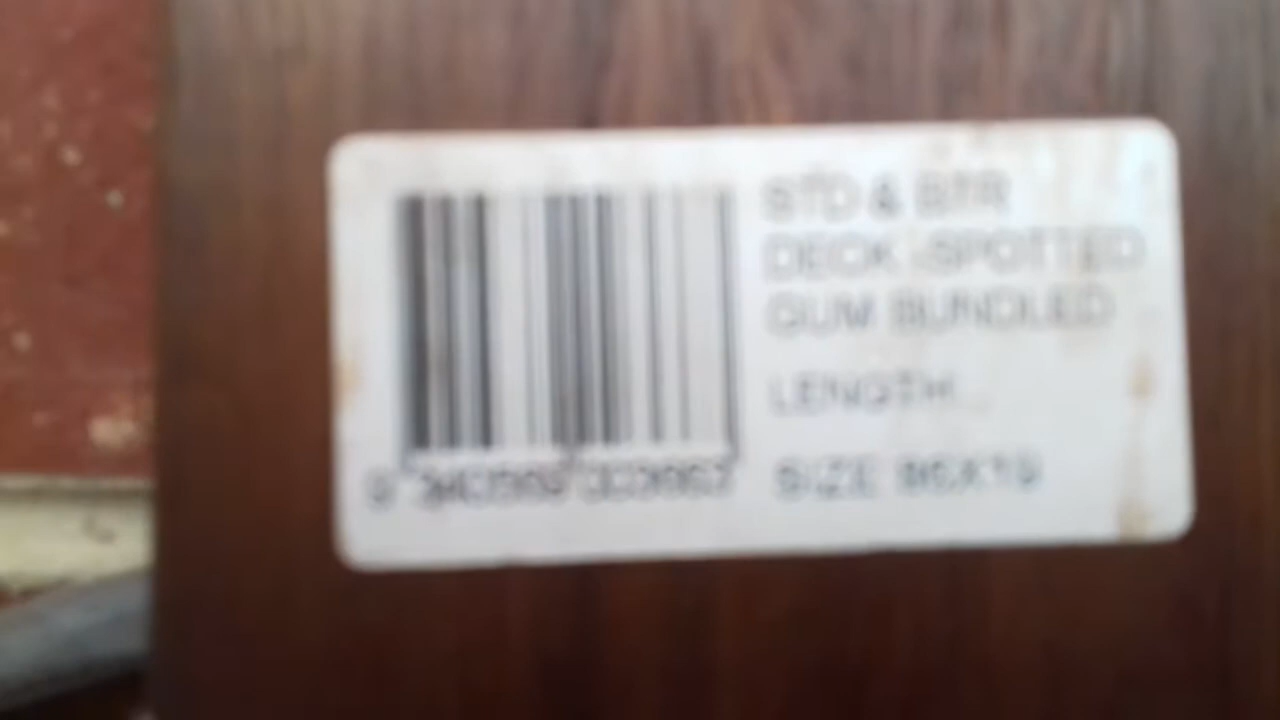 STD & BTR
DECK SPOTTED
GUM BUNDLED
LENGTH
SIZE 86X19